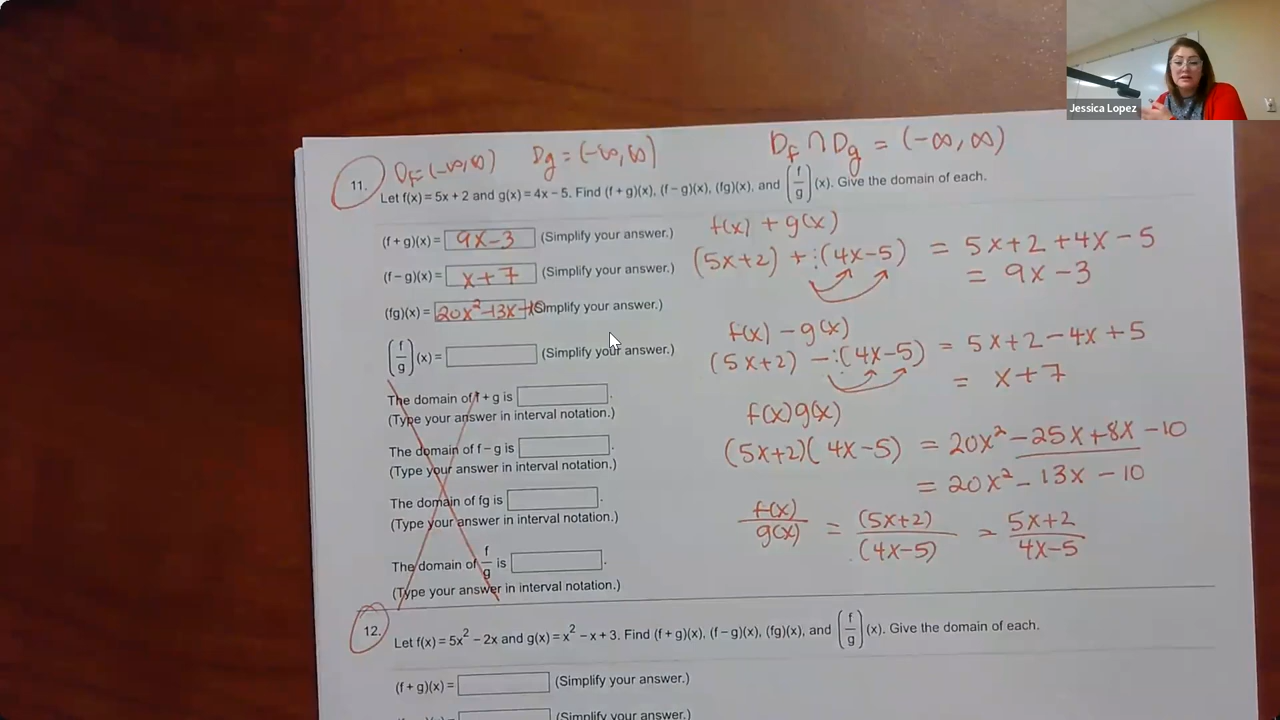 Jessica Lopez
Df = (-∞,∞) Dg = (-∞,∞) Df ∩ Dg = (-∞,∞)
11.
Let f(x) = 5x + 2 and g(x) = 4x − 5. Find (f + g)(x), (f − g)(x), (fg)(x), and (f/g)(x). Give the domain of each.
(f + g)(x) = 9x-3 (Simplify your answer.)
(f − g)(x) = x+7 (Simplify your answer.)
(fg)(x) = 20x²-13x-10 (Simplify your answer.)
(f/g)(x) = (Simplify your answer.)
The domain of f + g is .
(Type your answer in interval notation.)
The domain of f − g is .
(Type your answer in interval notation.)
The domain of fg is .
(Type your answer in interval notation.)
The domain of f/g is .
(Type your answer in interval notation.)
f(x) + g(x)
(5x+2) + (4x-5) = 5x+2+4x-5
= 9x-3
f(x) - g(x)
(5x+2) - (4x-5) = 5x+2-4x+5
= x+7
f(x)g(x)
(5x+2)(4x-5) = 20x²-25x+8x-10
= 20x²-13x-10
f(x)/g(x) = (5x+2)/(4x-5) = 5x+2/4x-5
12.
Let f(x) = 5x² − 2x and g(x) = x² − x + 3. Find (f + g)(x), (f − g)(x), (fg)(x), and (f/g)(x). Give the domain of each.
(f + g)(x) = (Simplify your answer.)
(Simplify your answer.)